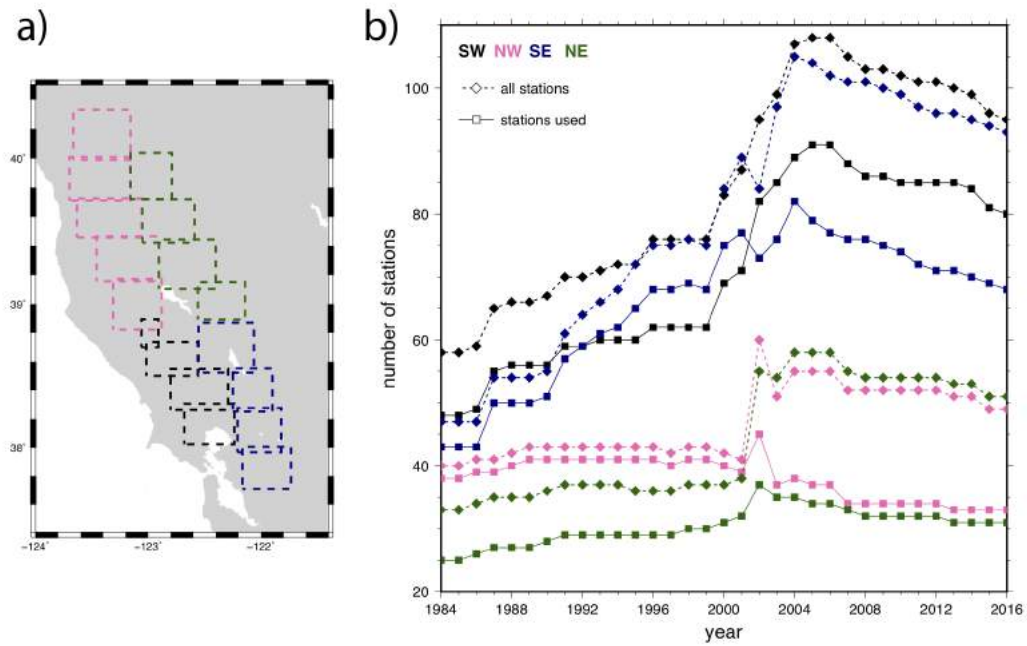 a)
40˚
39˚
38˚
−124˚
−123˚
−122˚
b)
SW NW SE NE
all stations
stations used
number of stations
100
80
60
40
20
1984 1988 1992 1996 2000 2004 2008 2012 2016
year